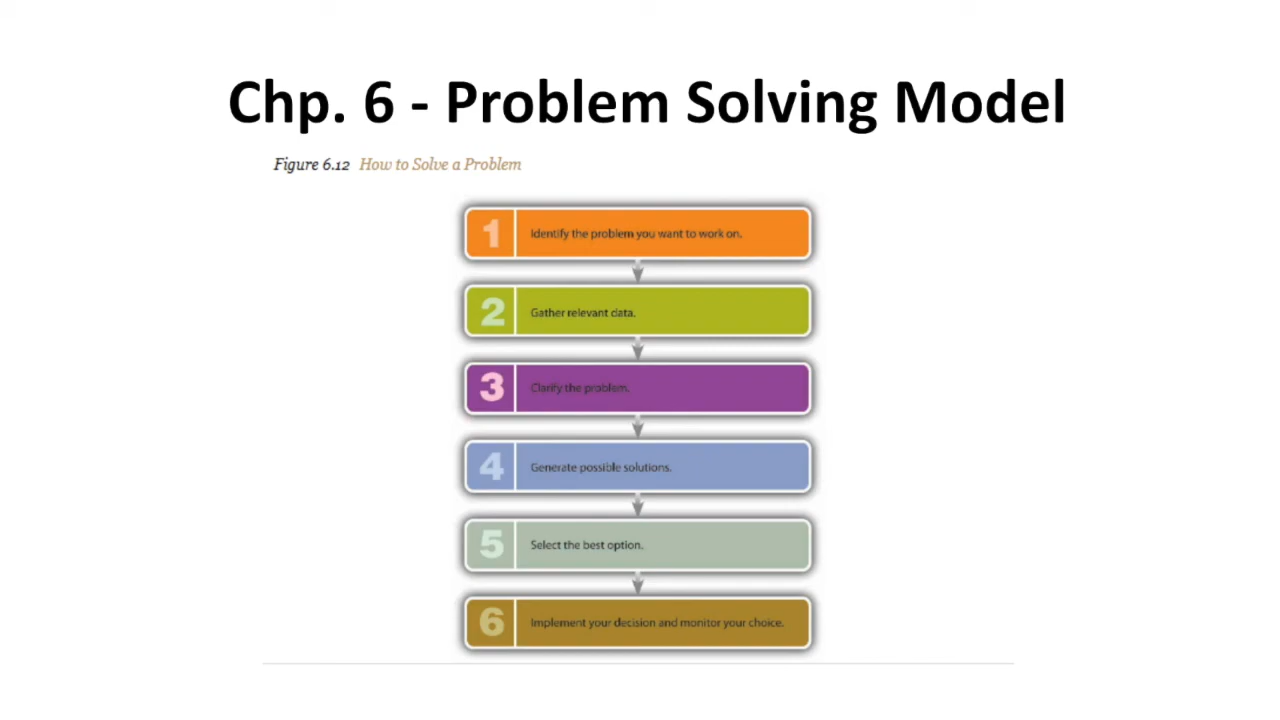 Chp. 6 - Problem Solving Model
Figure 6.12 How to Solve a Problem
1 Identify the problem you want to work on.
2 Gather relevant data.
3 Clarify the problem.
4 Generate possible solutions.
5 Select the best option.
6 Implement your decision and monitor your choice.